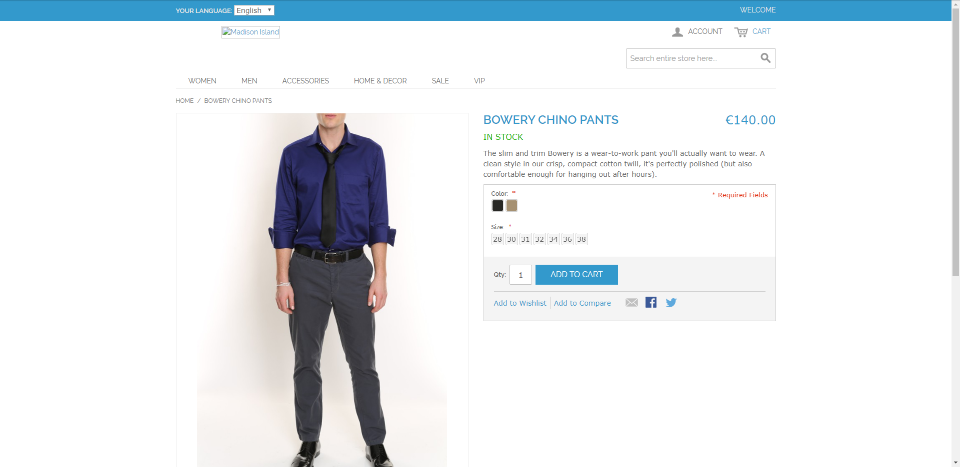 YOUR LANGUAGE: English
WELCOME
Madison Island
ACCOUNT CART
Search entire store here...
WOMEN MEN ACCESSORIES HOME & DECOR SALE VIP
HOME / BOWERY CHINO PANTS
BOWERY CHINO PANTS €140.00
IN STOCK
The slim and trim Bowery is a wear-to-work pant you'll actually want to wear. A
clean style in our crisp, compact cotton twill, it's perfectly polished (but also
comfortable enough for hanging out after hours).
Color: * * Required Fields
Size *
28 30 31 32 34 36 38
Qty: 1 ADD TO CART
Add to Wishlist Add to Compare